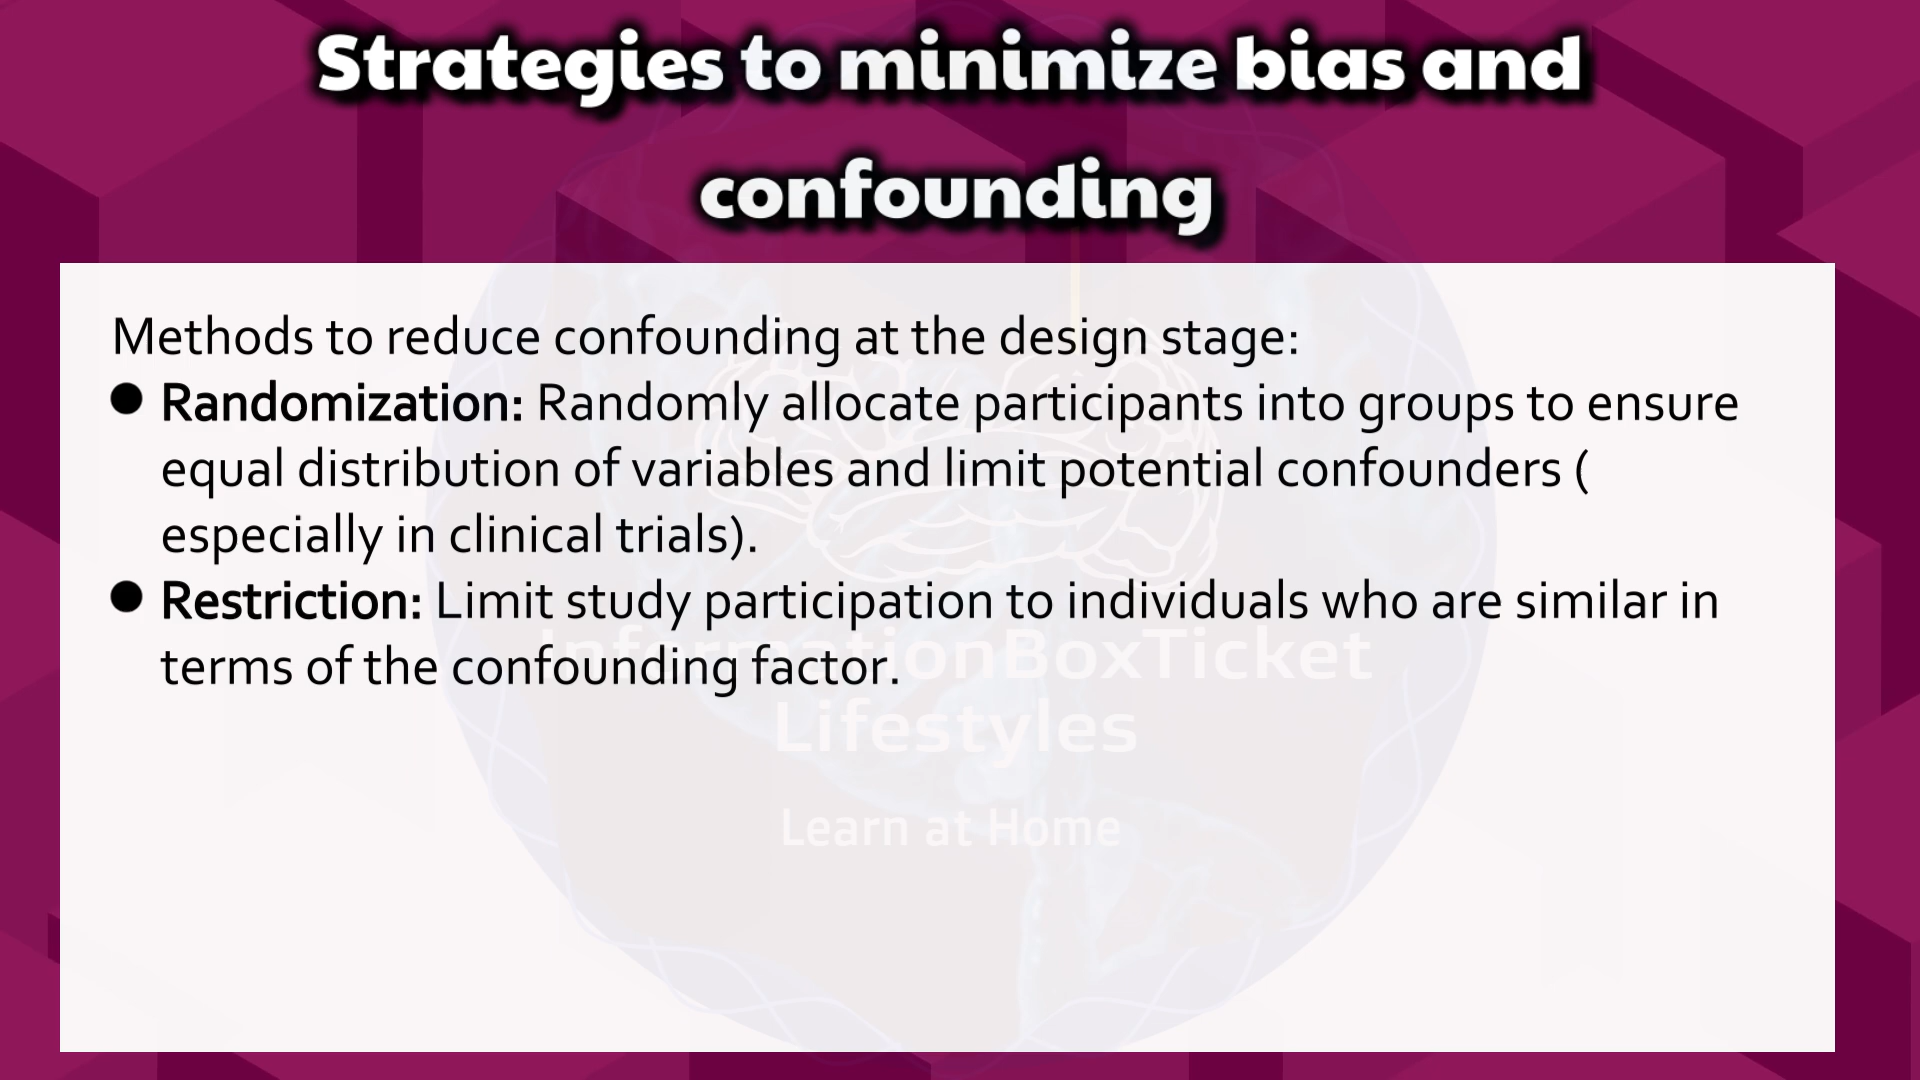 Strategies to minimize bias and
confounding
Methods to reduce confounding at the design stage:
● Randomization: Randomly allocate participants into groups to ensure
equal distribution of variables and limit potential confounders (
especially in clinical trials).
● Restriction: Limit study participation to individuals who are similar in
terms of the confounding factor.
InformationBoxTicket
Lifestyles
Learn at Home